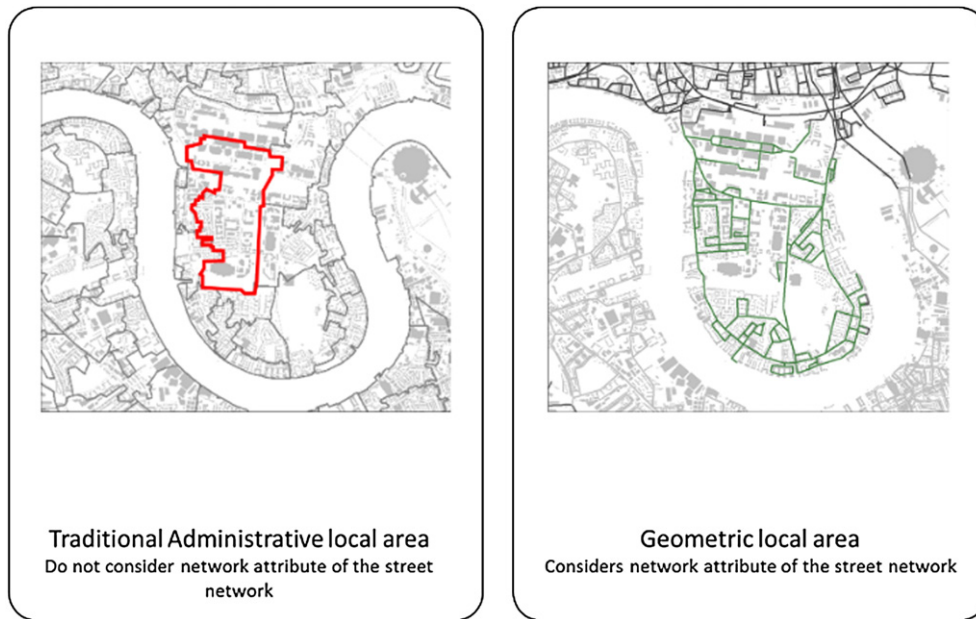 Traditional Administrative local area
Do not consider network attribute of the street
network
Geometric local area
Considers network attribute of the street network